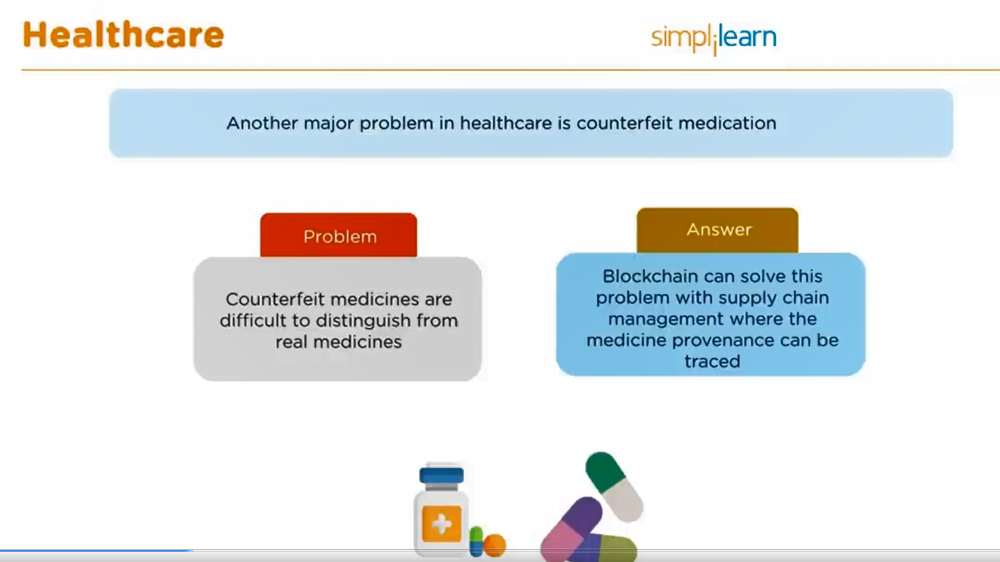 Healthcare
simplilearn
Another major problem in healthcare is counterfeit medication
Problem
Counterfeit medicines are
difficult to distinguish from
real medicines
Answer
Blockchain can solve this
problem with supply chain
management where the
medicine provenance can be
traced